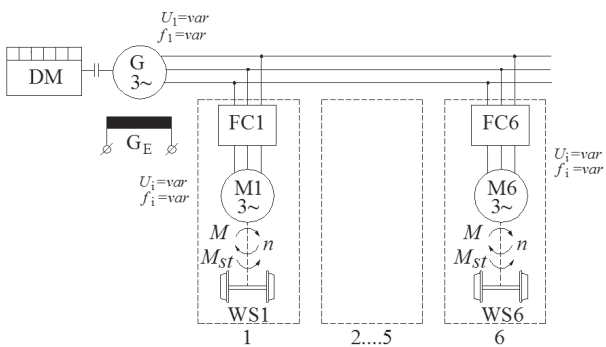 U1=var
f1=var
DM
G
3~
GE
FC1
FC6
Ui=var
fi=var
Ui=var
fi=var
M1
3~
M6
3~
M
n
Mst
M
n
Mst
WS1
WS6
1
2....5
6